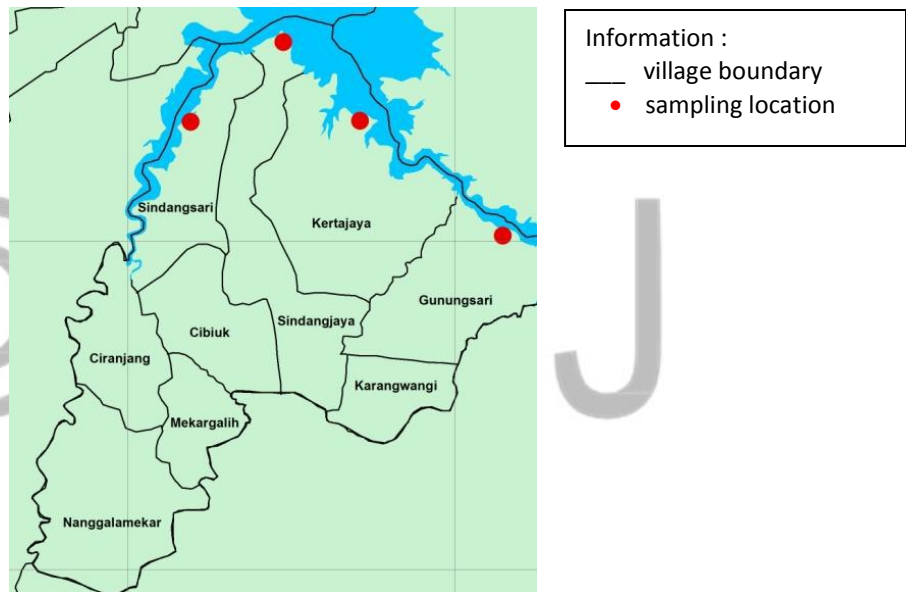 Information :
___ village boundary
• sampling location
Sindangsari
Kertajaya
Gunungsari
Sindangjaya
Cibiuk
Ciranjang
Karangwangi
Mekargalih
Nanggalamekar
J